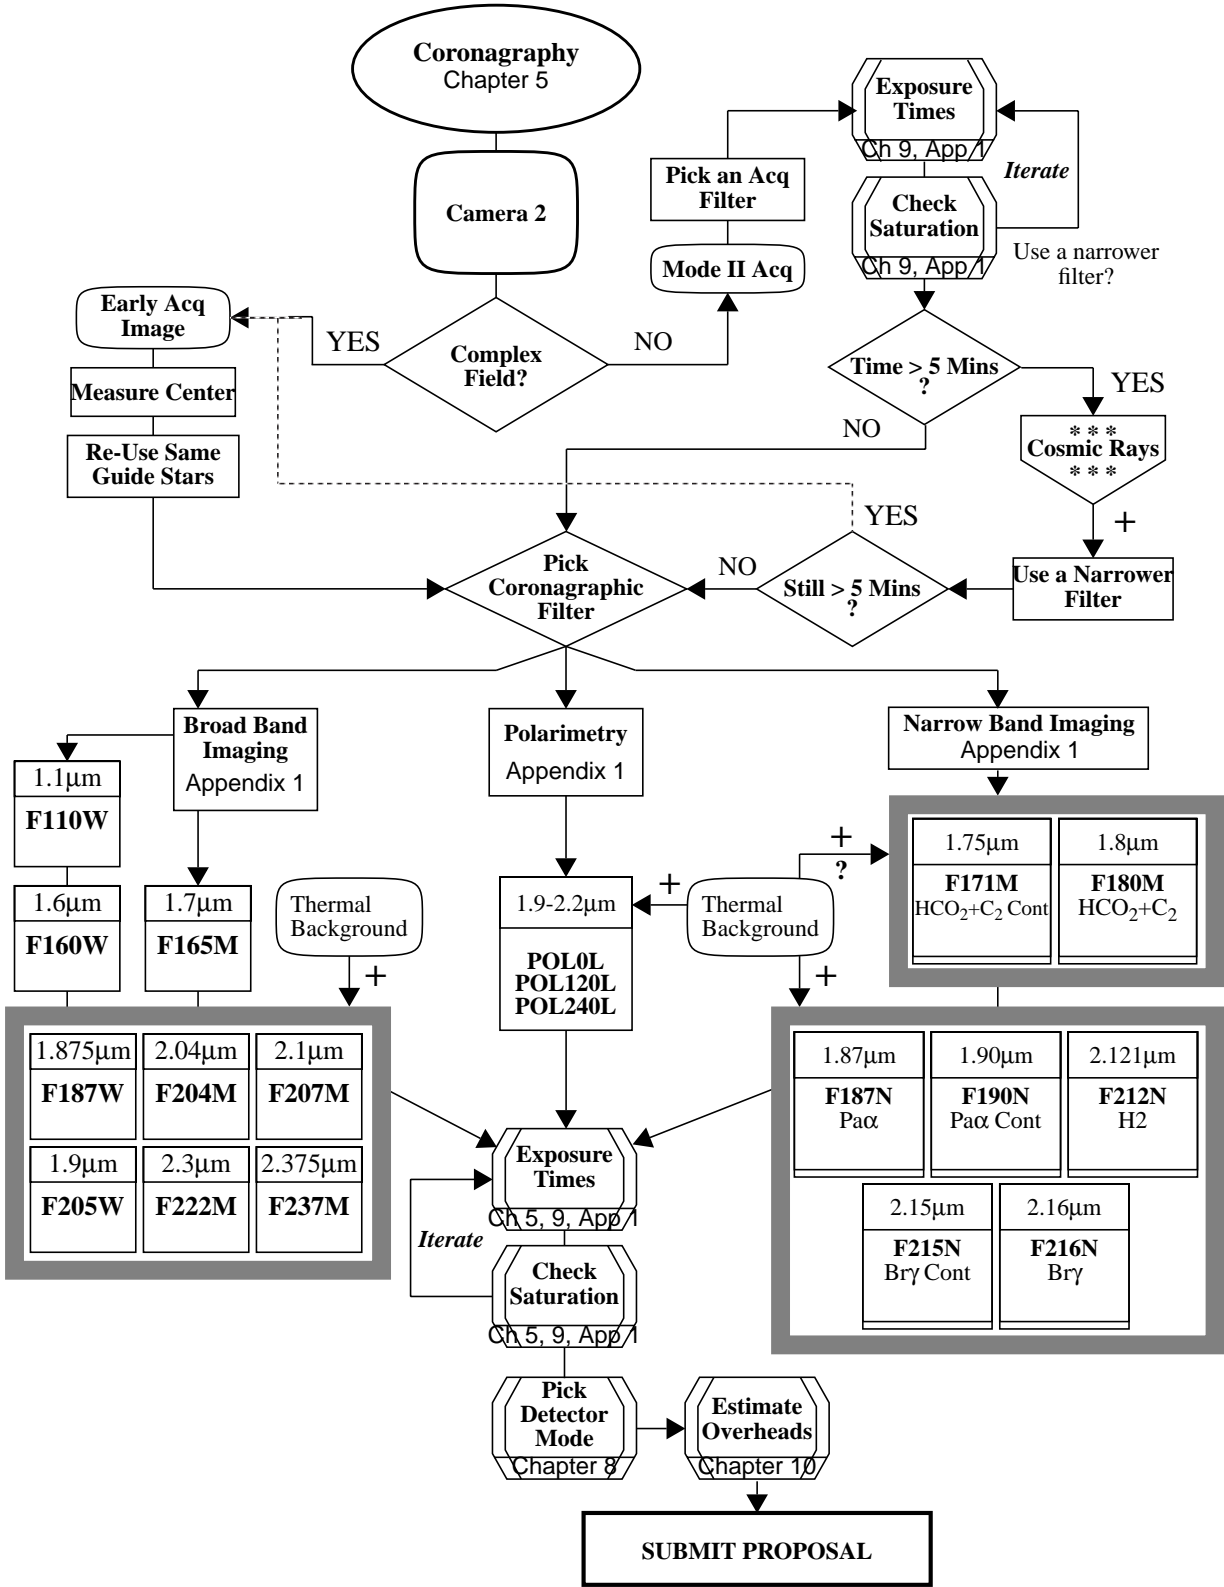 Coronagraphy
Chapter 5
Camera 2
Complex
Field?
YES
NO
Early Acq
Image
Measure Center
Re-Use Same
Guide Stars
Mode II Acq
Pick an Acq
Filter
Exposure
Times
Ch 9, App 1
Iterate
Check
Saturation
Ch 9, App 1
Use a narrower
filter?
Time > 5 Mins
?
YES
NO
* * *
Cosmic Rays
* * *
+
Use a Narrower
Filter
Still > 5 Mins
?
YES
NO
Pick
Coronagraphic
Filter
Broad Band
Imaging
Appendix 1
Polarimetry
Appendix 1
Narrow Band Imaging
Appendix 1
1.1µm
F110W
1.6µm
F160W
1.7µm
F165M
Thermal
Background
+
1.9-2.2µm
POL0L
POL120L
POL240L
+
Thermal
Background
+
?
+
1.75µm
F171M
HCO2+C2 Cont
1.8µm
F180M
HCO2+C2
1.875µm
F187W
2.04µm
F204M
2.1µm
F207M
1.9µm
F205W
2.3µm
F222M
2.375µm
F237M
1.87µm
F187N
Paα
1.90µm
F190N
Paα Cont
2.121µm
F212N
H2
2.15µm
F215N
Brγ Cont
2.16µm
F216N
Brγ
Exposure
Times
Ch 5, 9, App 1
Iterate
Check
Saturation
Ch 5, 9, App 1
Pick
Detector
Mode
Chapter 8
Estimate
Overheads
Chapter 10
SUBMIT PROPOSAL